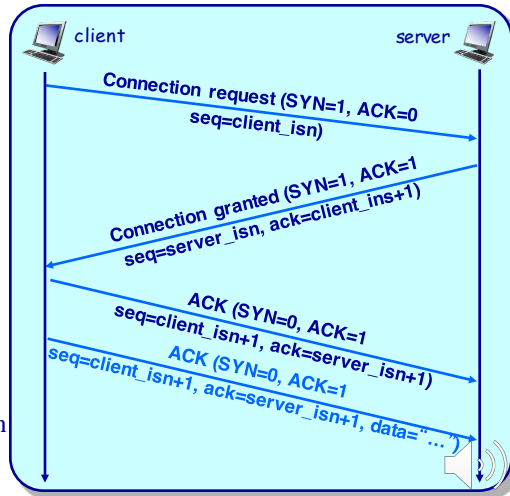 client
server
Connection request (SYN=1, ACK=0
seq=client_isn)
Connection granted (SYN=1, ACK=1
seq=server_isn, ack=client_ins+1)
ACK (SYN=0, ACK=1
seq=client_isn+1, ack=server_isn+1)
ACK (SYN=0, ACK=1
seq=client_isn+1, ack=server_isn+1, data="...")